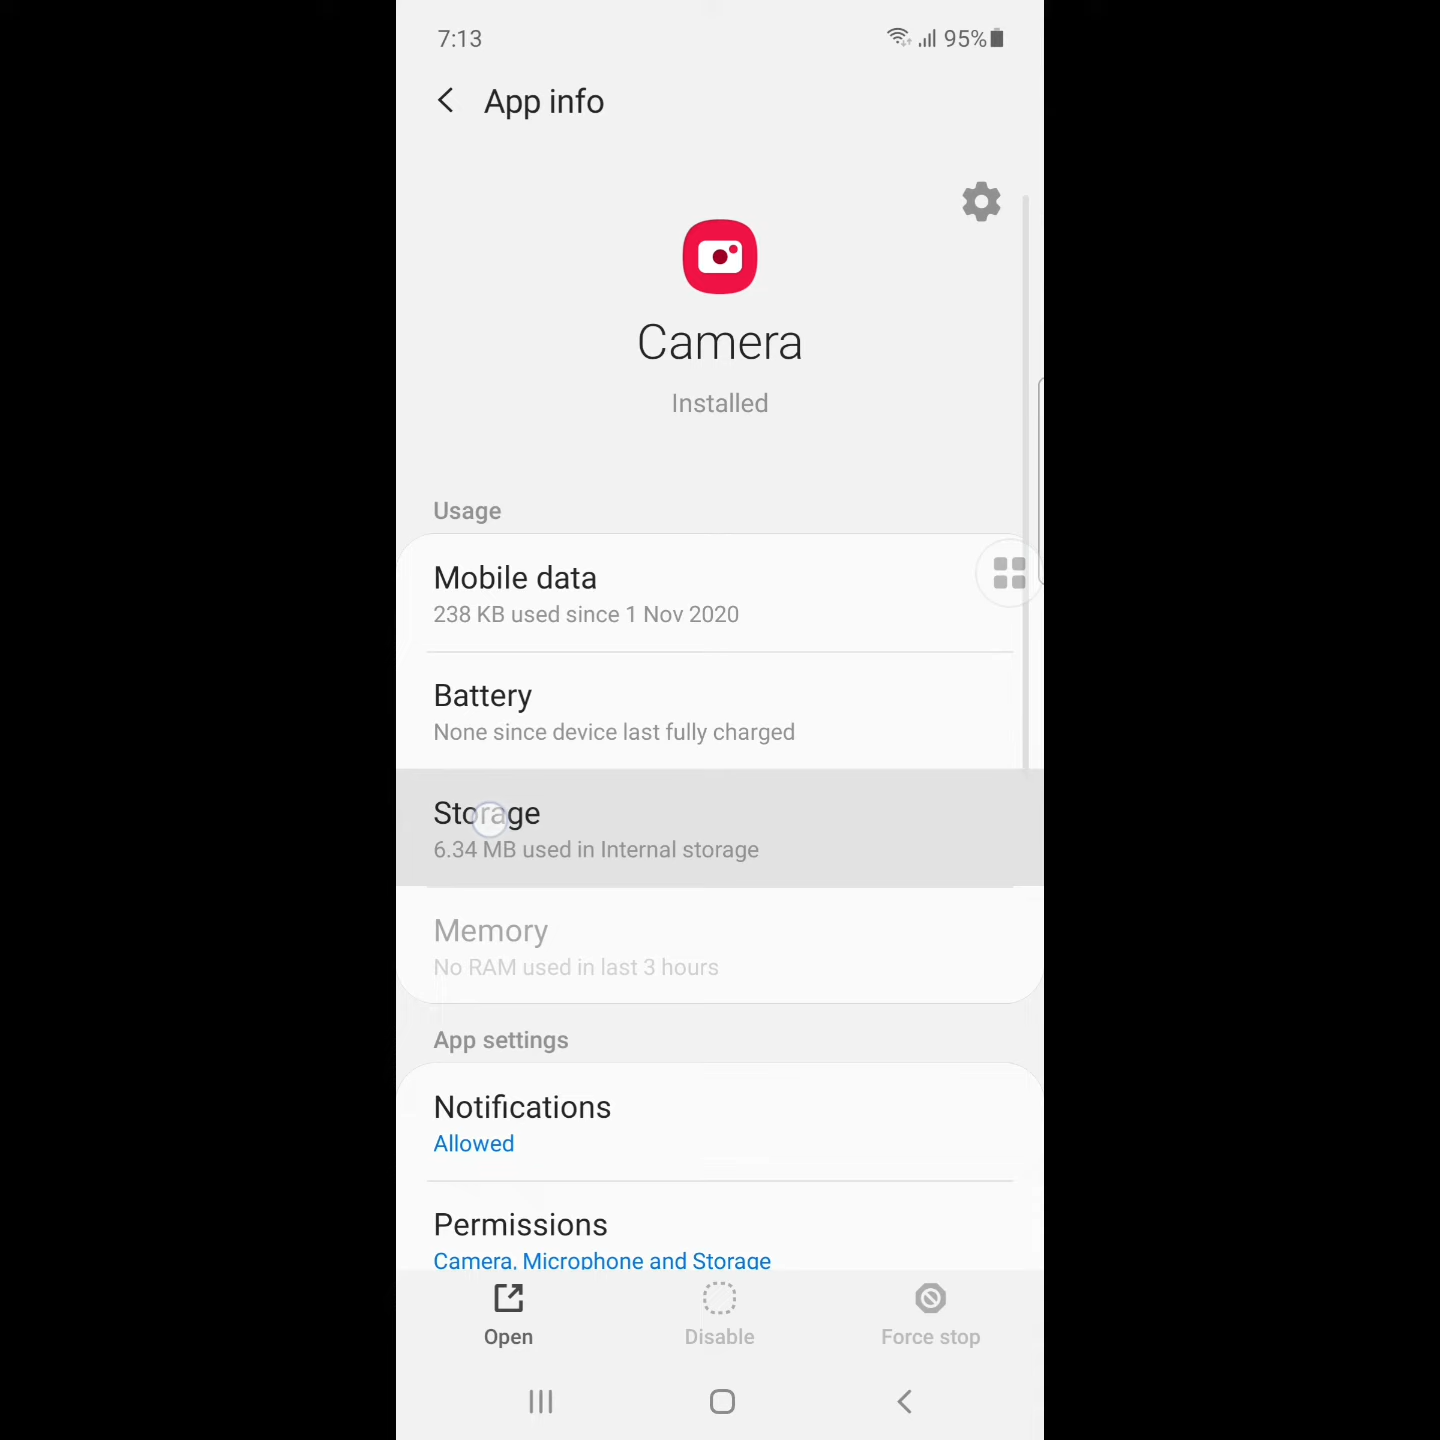 7:13
95%
App info
Camera
Installed
Usage
Mobile data
238 KB used since 1 Nov 2020
Battery
None since device last fully charged
Storage
6.34 MB used in Internal storage
Memory
No RAM used in last 3 hours
App settings
Notifications
Allowed
Permissions
Camera, Microphone and Storage
Open
Disable
Force stop